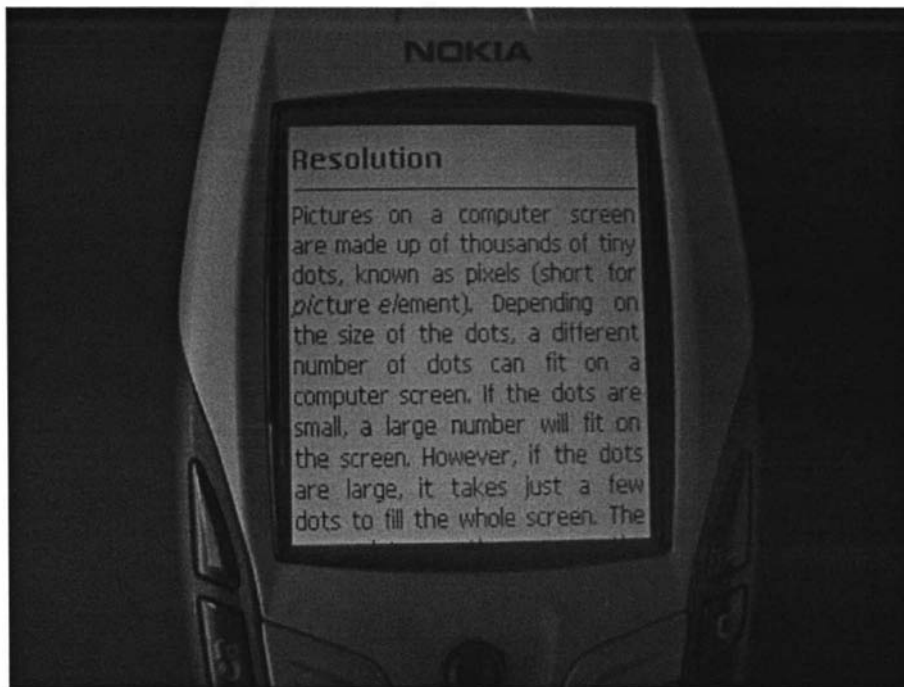 NOKIA
Resolution
Pictures on a computer screen
are made up of thousands of tiny
dots, known as pixels (short for
picture element). Depending on
the size of the dots, a different
number of dots can fit on a
computer screen. If the dots are
small, a large number will fit on
the screen. However, if the dots
are large, it takes just a few
dots to fill the whole screen. The